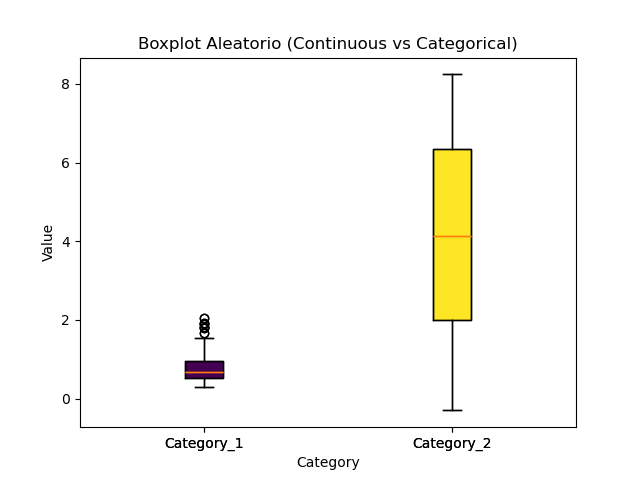 Boxplot Aleatorio (Continuous vs Categorical)
8
6
4
2
0
Value
Category_1
Category_2
Category